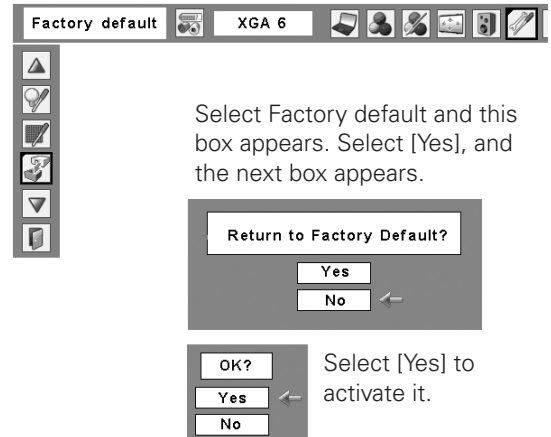 Factory default XGA 6
Select Factory default and this
box appears. Select [Yes], and
the next box appears.
Return to Factory Default?
Yes
No
OK?
Yes
No
Select [Yes] to
activate it.